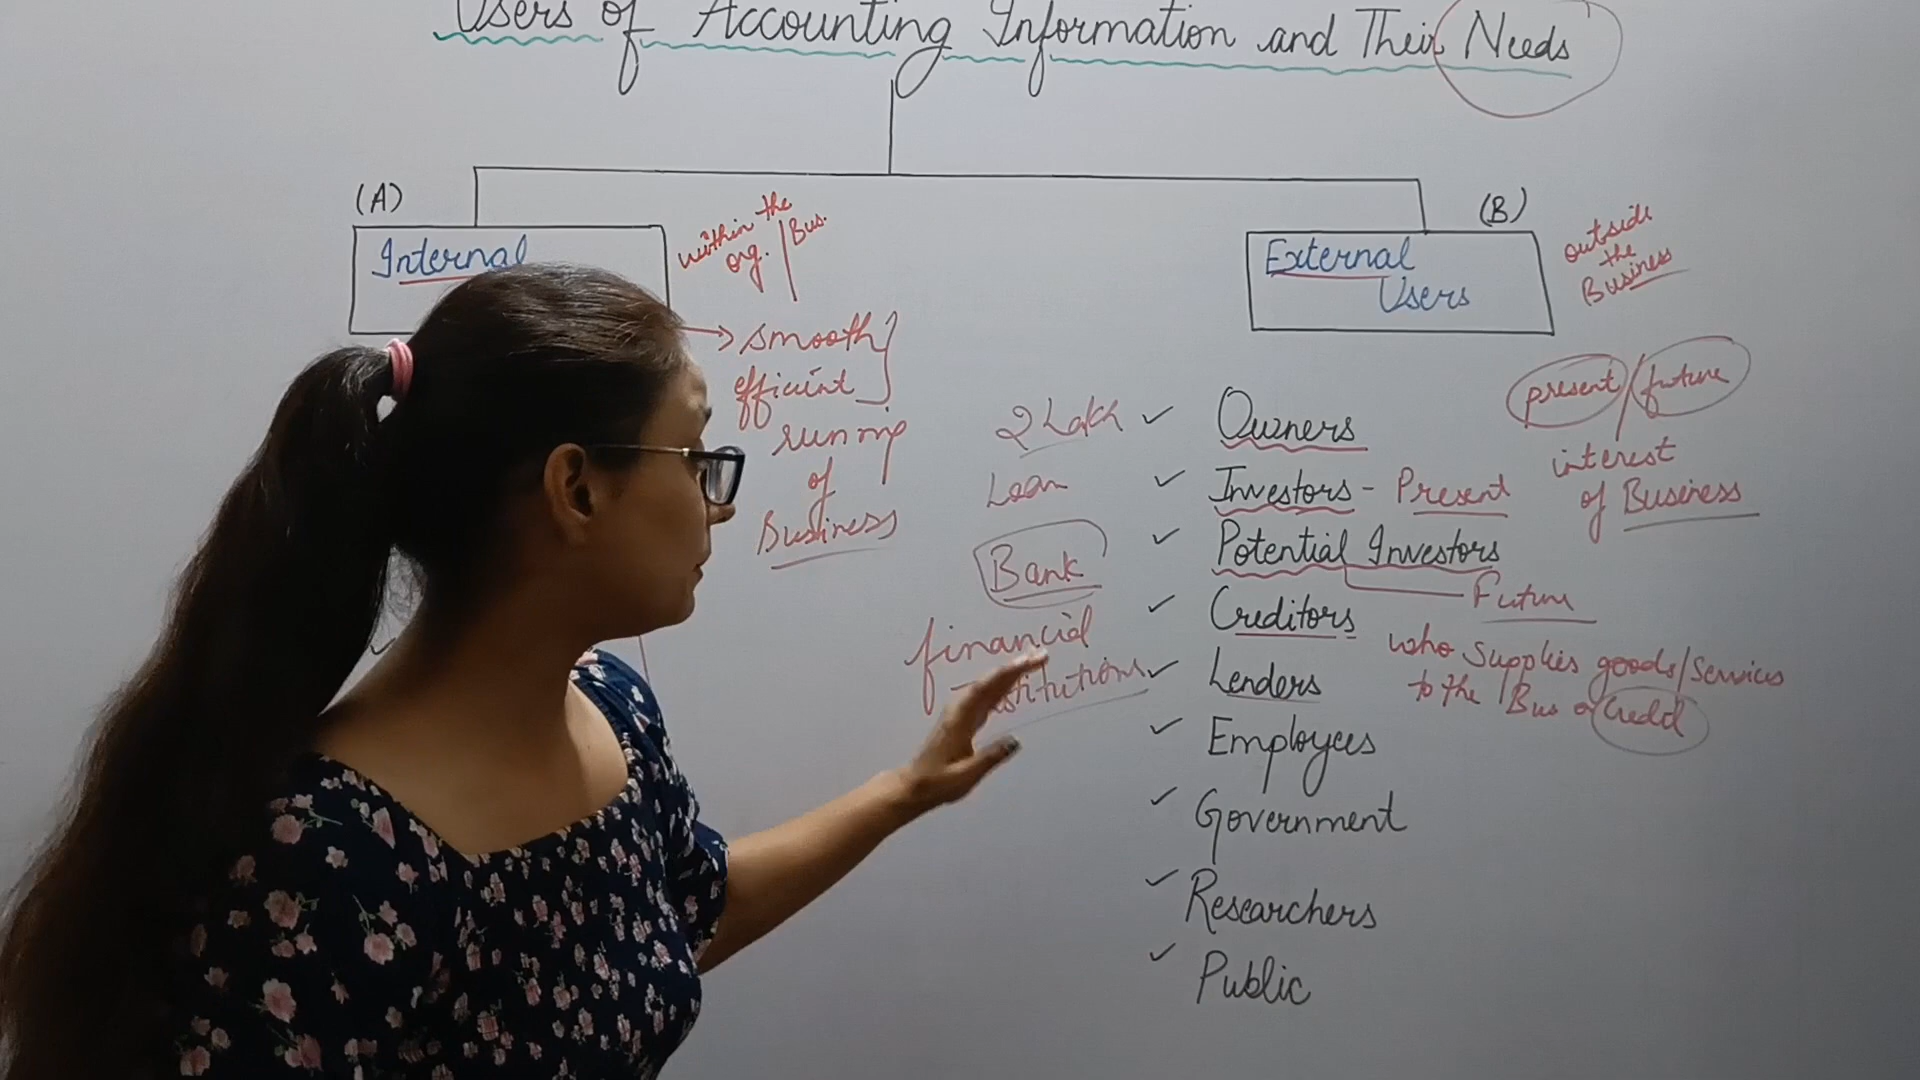 Users of Accounting Information and Their Needs
(A)
Internal
within the
org. / Bus.
smooth
efficient
running
of
Business
(B)
External
Users
outside
the
Business
present / future
interest
of Business
2 Lakh
Loan
Bank
financial
Owners
Investors - Present
Potential Investors
Future
Creditors
who supplies goods/services
to the Bus on Credit
Lenders
Employees
Government
Researchers
Public